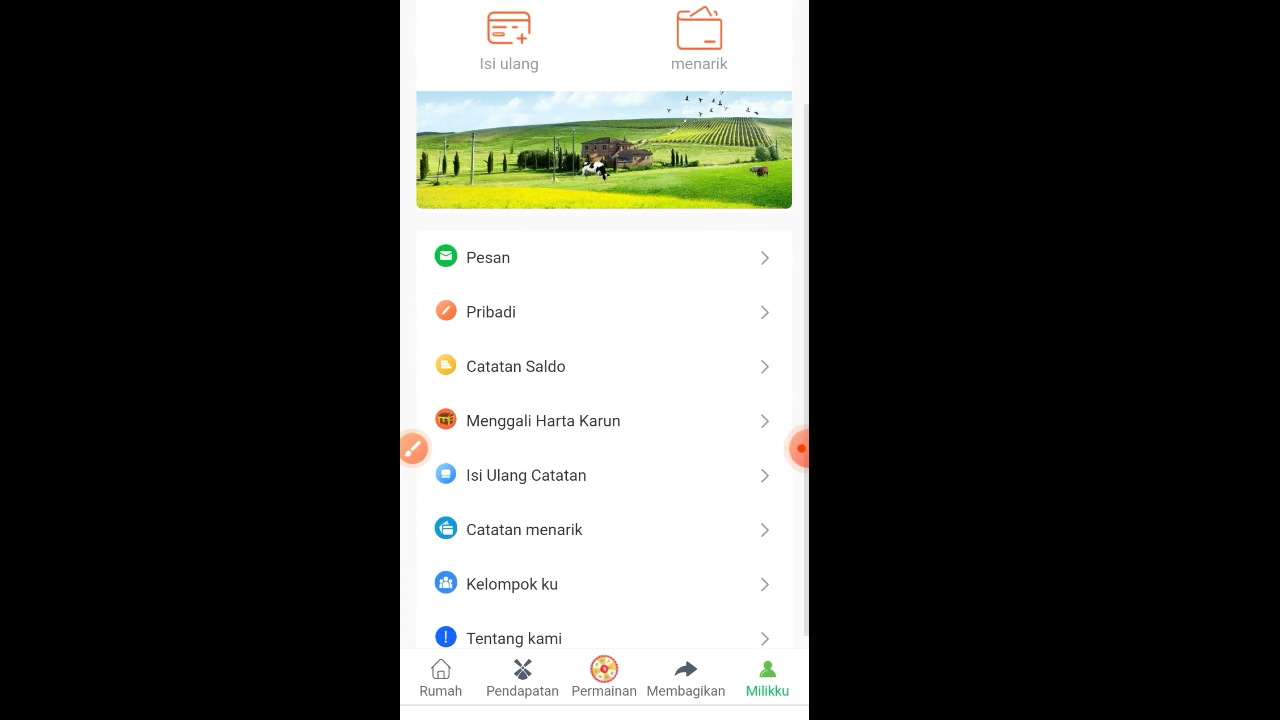 Isi ulang
menarik
Pesan
Pribadi
Catatan Saldo
Menggali Harta Karun
Isi Ulang Catatan
Catatan menarik
Kelompok ku
Tentang kami
Rumah
Pendapatan
Permainan
Membagikan
Milikku